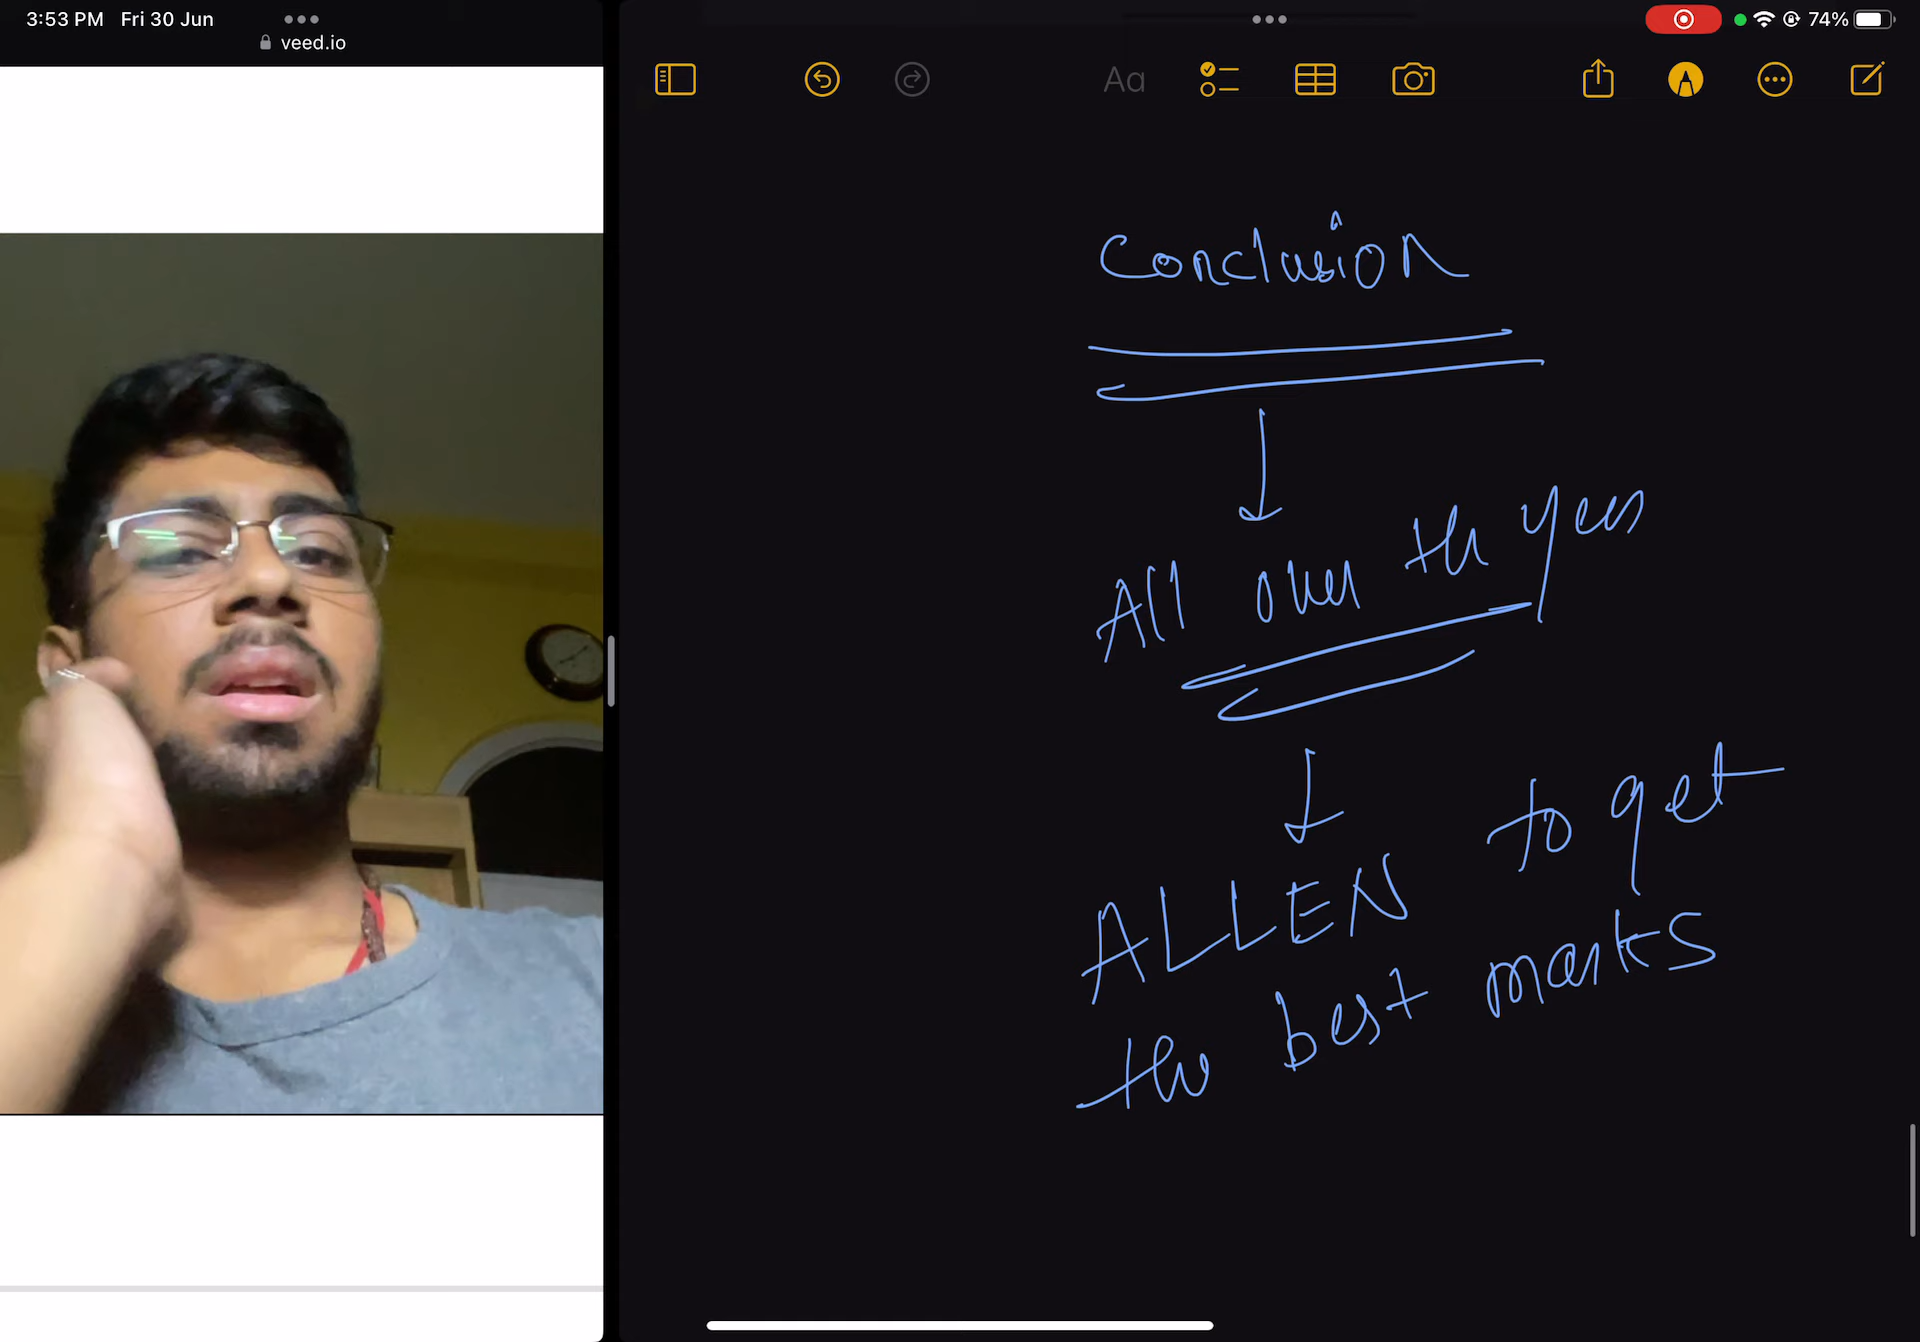 3:53 PM Fri 30 Jun
veed.io
74%
Aa
Conclusion
All over the years
ALLEN to get
the best marks